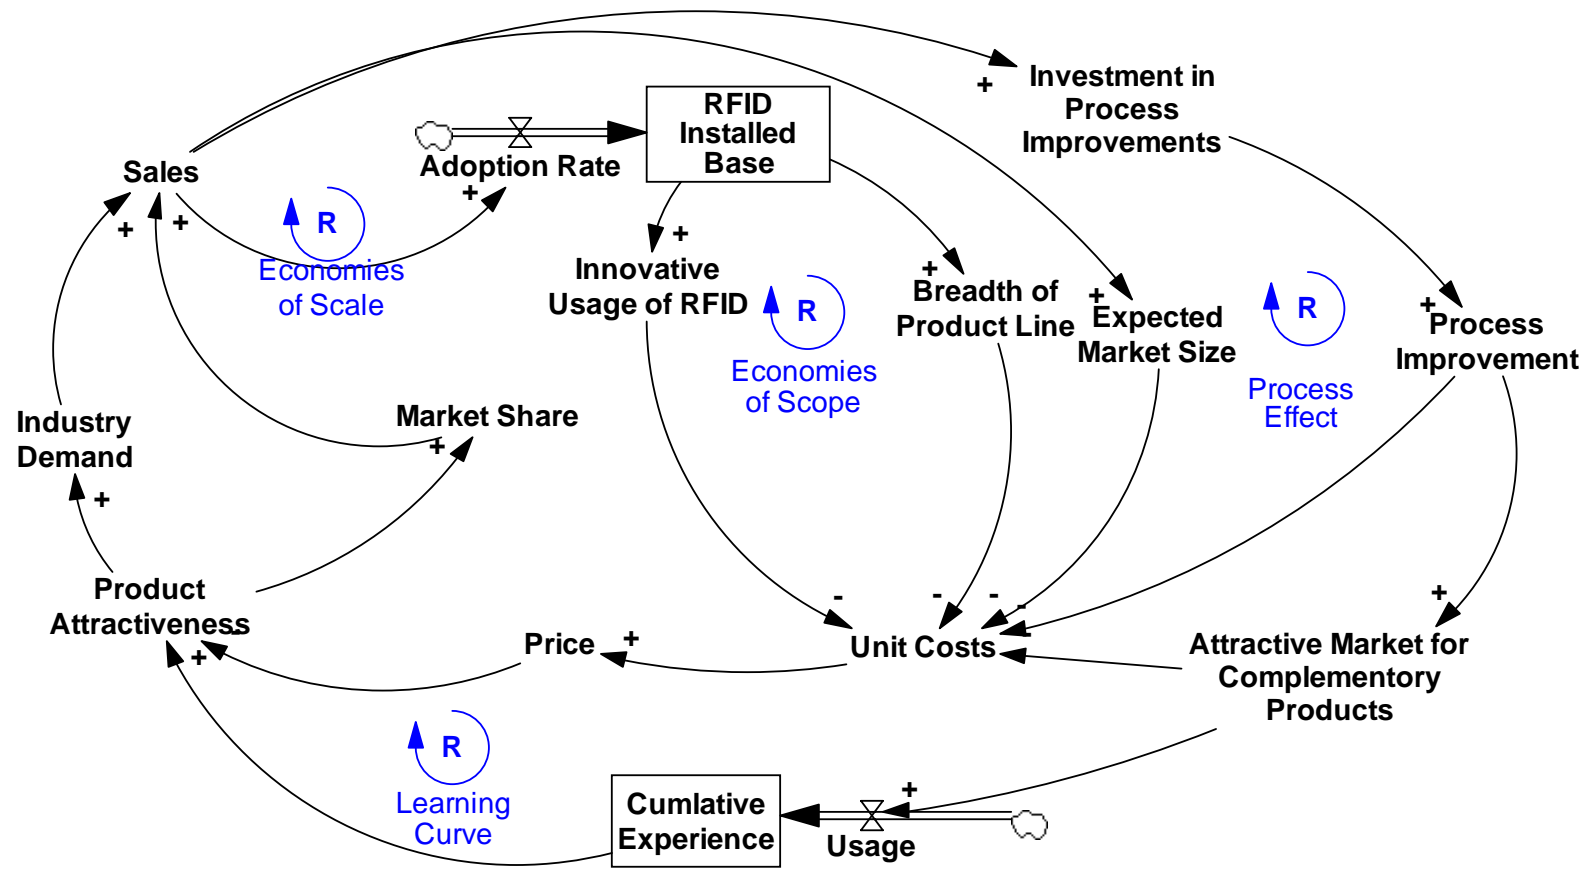 Investment in
Process
Improvements
+
RFID
Installed
Base
Adoption Rate
+
Sales
+
+
R
Economies
of Scale
+
Innovative
Usage of RFID
R
Economies
of Scope
+
Breadth of
Product Line
+
Expected
Market Size
R
Process
Effect
+
Process
Improvement
Market Share
+
Industry
Demand
+
Product
Attractiveness
-
+
Price
+
-
-
-
-
-
Unit Costs
+
Attractive Market for
Complementory
Products
R
Learning
Curve
Cumlative
Experience
+
Usage